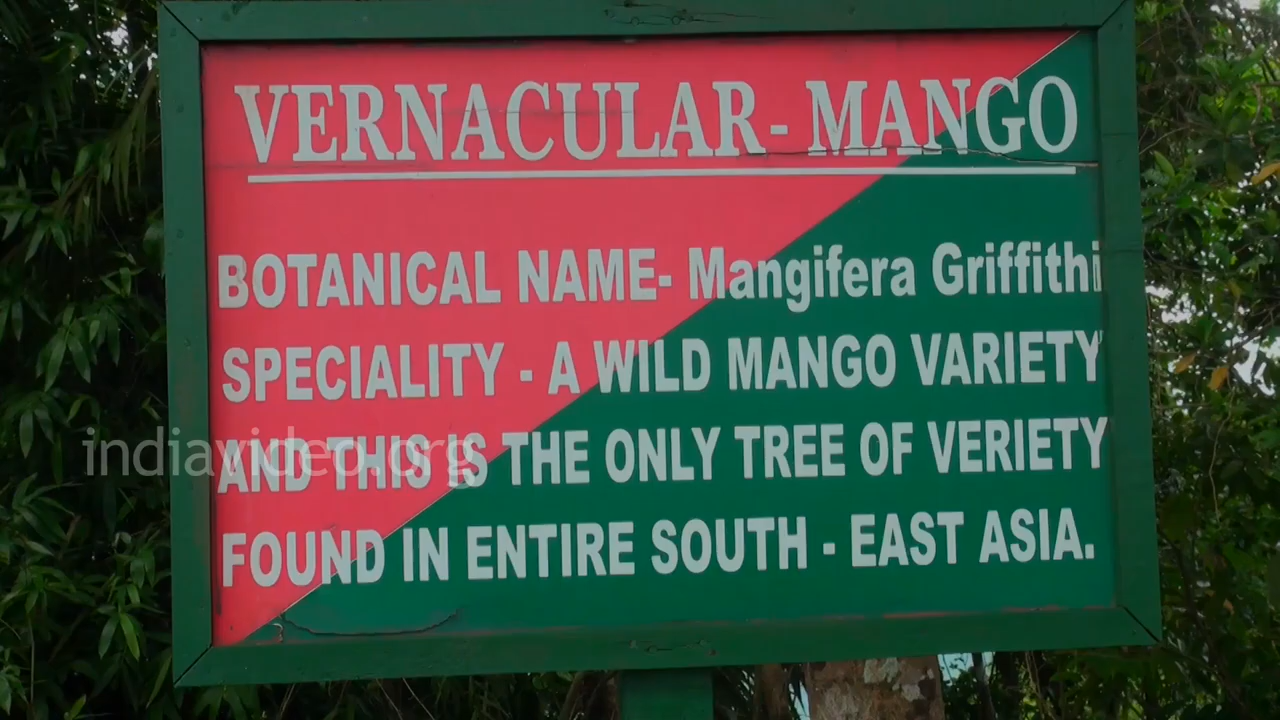 VERNACULAR- MANGO
BOTANICAL NAME- Mangifera Griffithi
SPECIALITY - A WILD MANGO VARIETY
indiavideo.org
AND THIS IS THE ONLY TREE OF VERIETY
FOUND IN ENTIRE SOUTH - EAST ASIA.